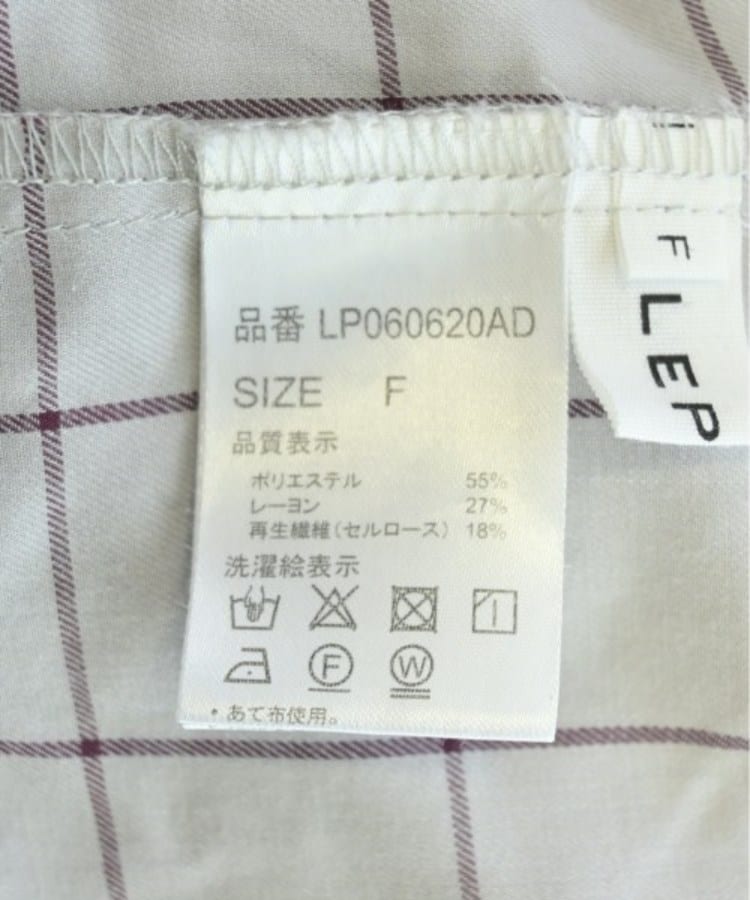 品番 LP060620AD
SIZE F
品質表示
ポリエステル 55%
レーヨン 27%
再生繊維(セルロース) 18%
洗濯絵表示
F W
・あて布使用。
F
LEP